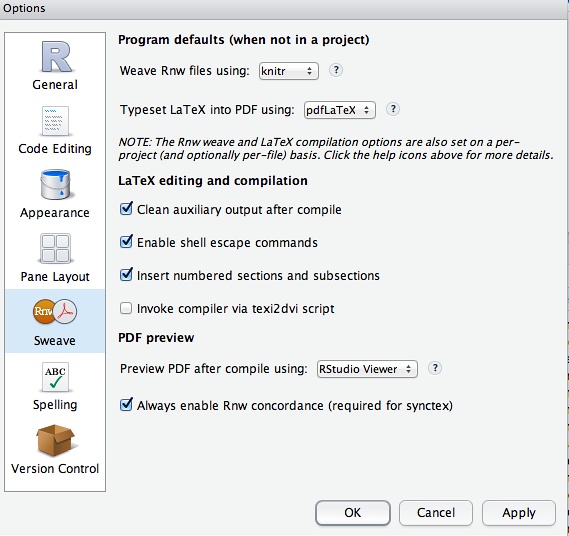 Options
R
General
Code Editing
Appearance
Pane Layout
Rnw
Sweave
ABC
Spelling
Version Control
Program defaults (when not in a project)
Weave Rnw files using: knitr ?
Typeset LaTeX into PDF using: pdfLaTeX ?
NOTE: The Rnw weave and LaTeX compilation options are also set on a per-
project (and optionally per-file) basis. Click the help icons above for more details.
LaTeX editing and compilation
Clean auxiliary output after compile
Enable shell escape commands
Insert numbered sections and subsections
Invoke compiler via texi2dvi script
PDF preview
Preview PDF after compile using: RStudio Viewer ?
Always enable Rnw concordance (required for synctex)
OK Cancel Apply